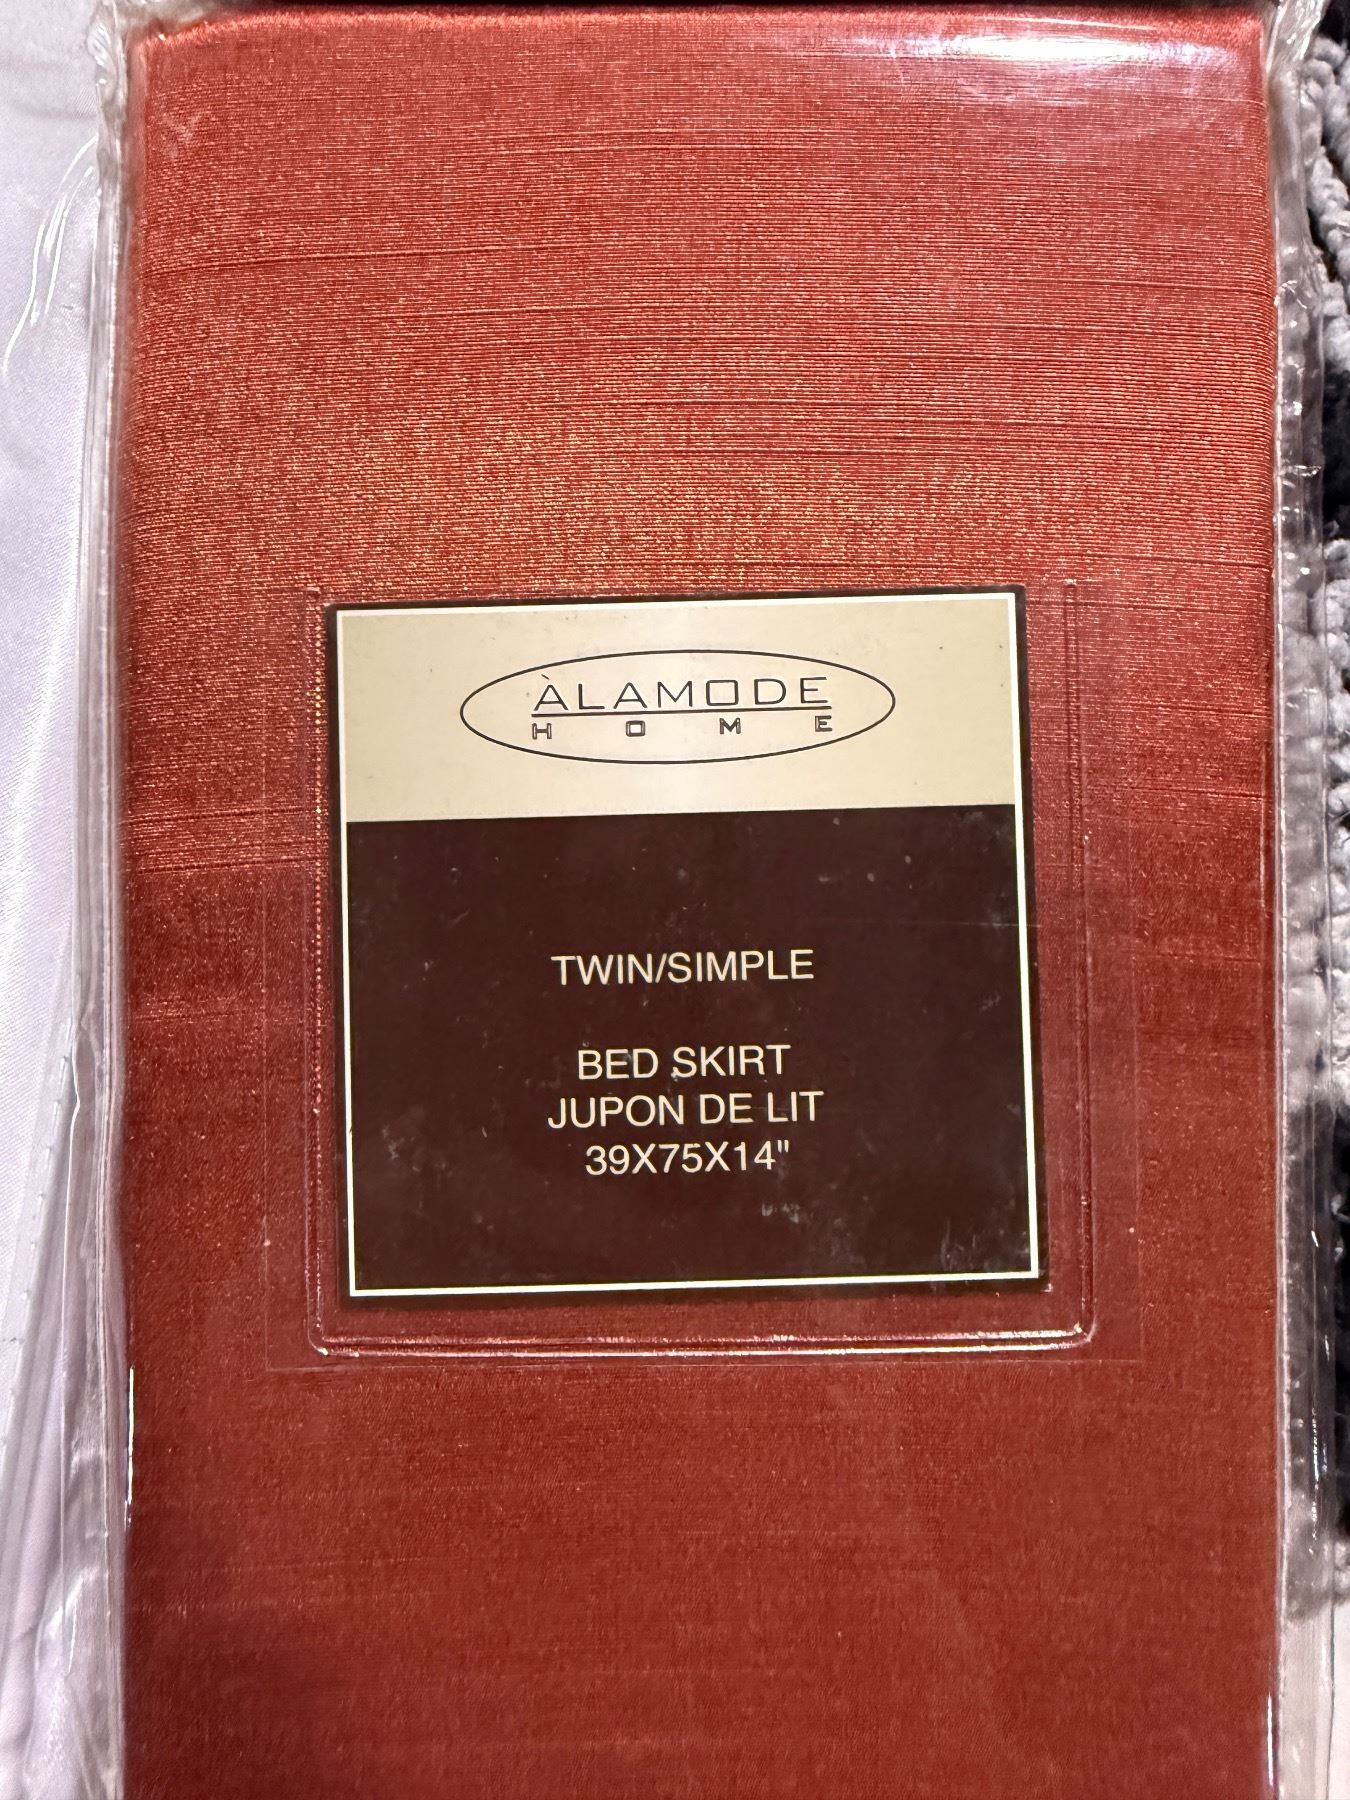 ÀLAMODE
HOME
TWIN/SIMPLE
BED SKIRT
JUPON DE LIT
39X75X14"